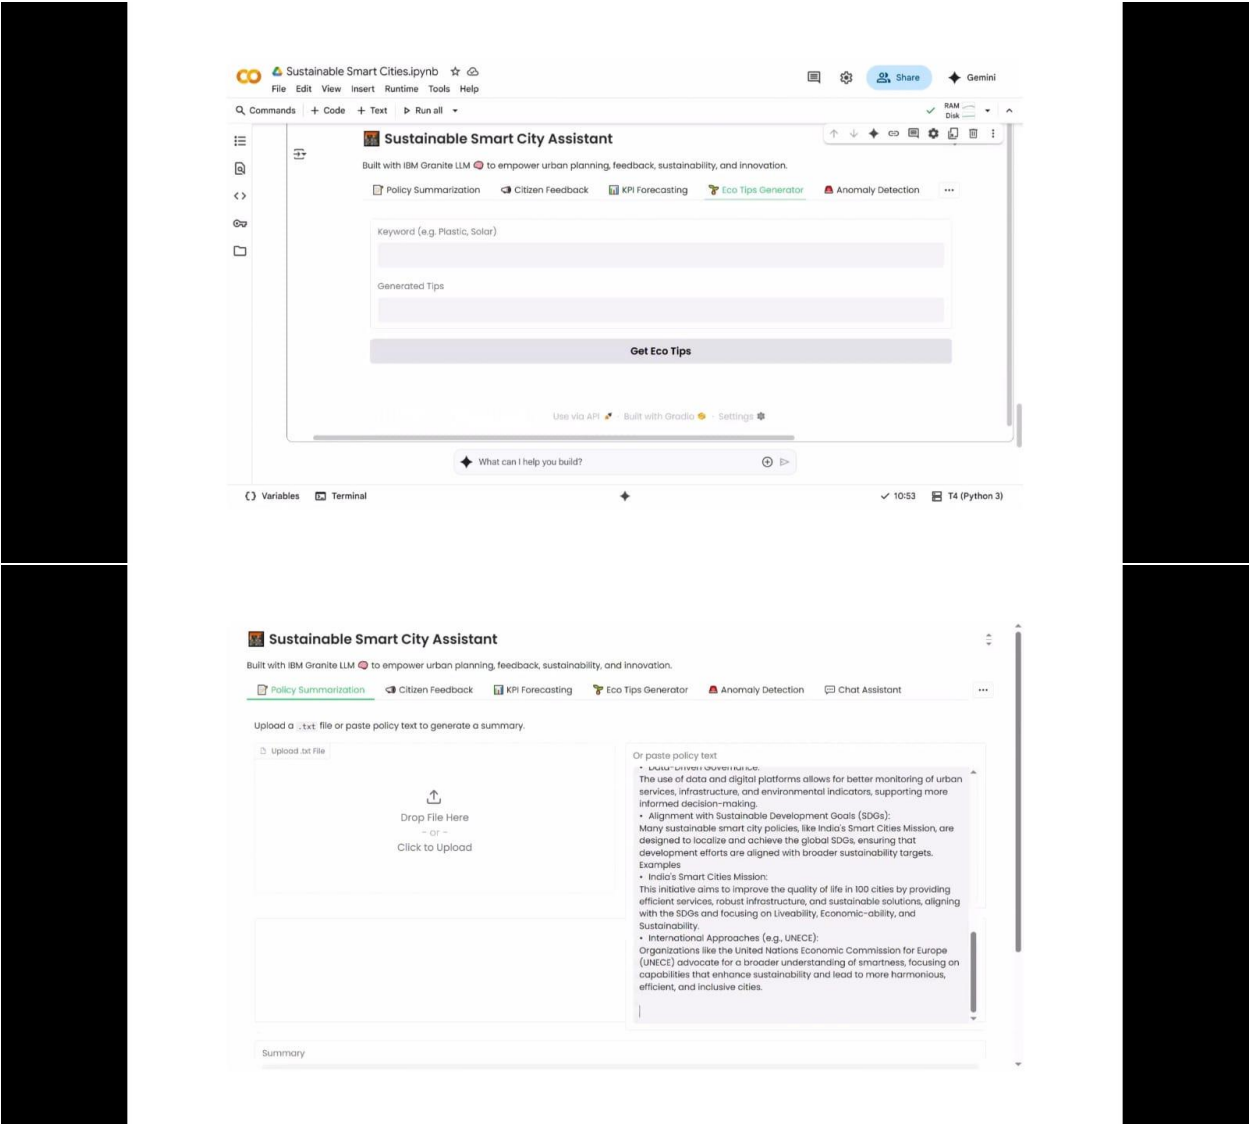 Sustainable Smart Cities.ipynb
File Edit View Insert Runtime Tools Help
Share
Gemini
Commands + Code + Text Run all
RAM
Disk
Sustainable Smart City Assistant
Built with IBM Granite LLM 🧠 to empower urban planning, feedback, sustainability, and innovation.
Policy Summarization Citizen Feedback KPI Forecasting Eco Tips Generator Anomaly Detection ...
Keyword (e.g. Plastic, Solar)
Generated Tips
Get Eco Tips
Use via API · Built with Gradio · Settings
What can I help you build?
Variables Terminal
10:53 T4 (Python 3)
Sustainable Smart City Assistant
Built with IBM Granite LLM 🧠 to empower urban planning, feedback, sustainability, and innovation.
Policy Summarization Citizen Feedback KPI Forecasting Eco Tips Generator Anomaly Detection Chat Assistant ...
Upload a .txt file or paste policy text to generate a summary.
Upload .txt File
Drop File Here
- or -
Click to Upload
Or paste policy text
• Data-Driven Governance:
The use of data and digital platforms allows for better monitoring of urban
services, infrastructure, and environmental indicators, supporting more
informed decision-making.
• Alignment with Sustainable Development Goals (SDGs):
Many sustainable smart city policies, like India's Smart Cities Mission, are
designed to localize and achieve the global SDGs, ensuring that
development efforts are aligned with broader sustainability targets.
Examples
• India's Smart Cities Mission:
This initiative aims to improve the quality of life in 100 cities by providing
efficient services, robust infrastructure, and sustainable solutions, aligning
with the SDGs and focusing on Liveability, Economic-ability, and
Sustainability.
• International Approaches (e.g., UNECE):
Organizations like the United Nations Economic Commission for Europe
(UNECE) advocate for a broader understanding of smartness, focusing on
capabilities that enhance sustainability and lead to more harmonious,
efficient, and inclusive cities.
Summary